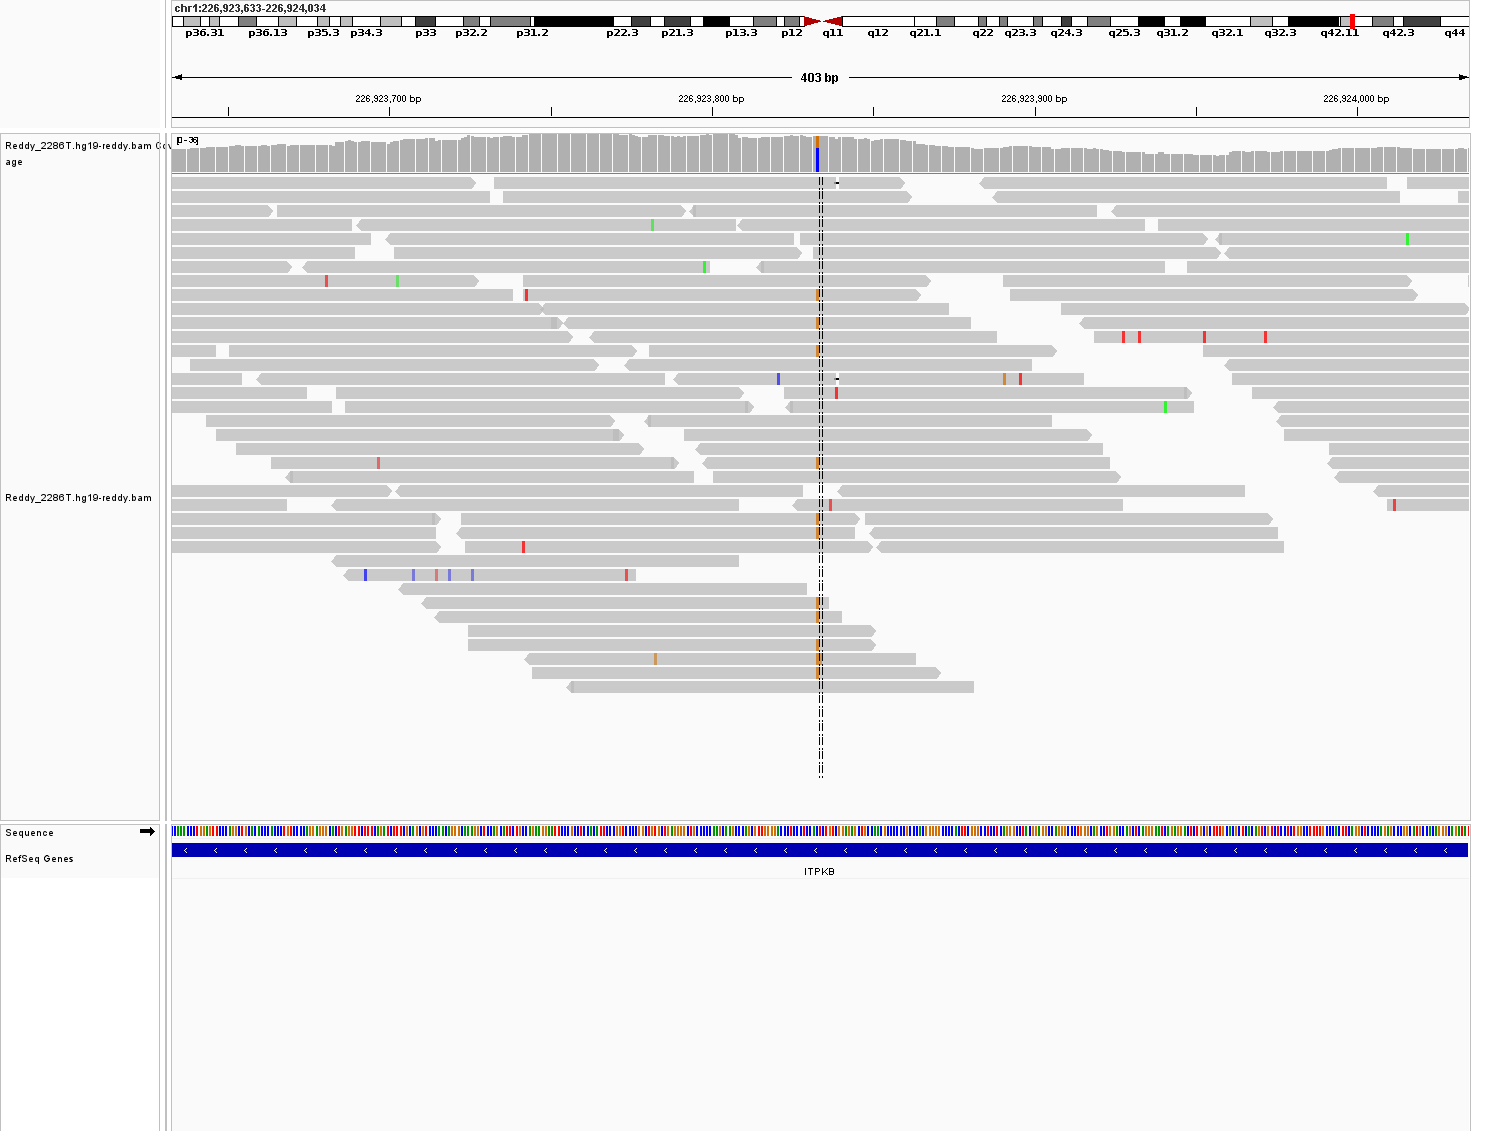 chr1:226,923,633-226,924,034
p36.31 p36.13 p35.3 p34.3 p33 p32.2 p31.2 p22.3 p21.3 p13.3 p12 q11 q12 q21.1 q22 q23.3 q24.3 q25.3 q31.2 q32.1 q32.3 q42.11 q42.3 q44
403 bp
226,923,700 bp 226,923,800 bp 226,923,900 bp 226,924,000 bp
[0-36]
Reddy_2286T.hg19-reddy.bam Cov
age
Reddy_2286T.hg19-reddy.bam
Sequence
RefSeq Genes
ITPKB